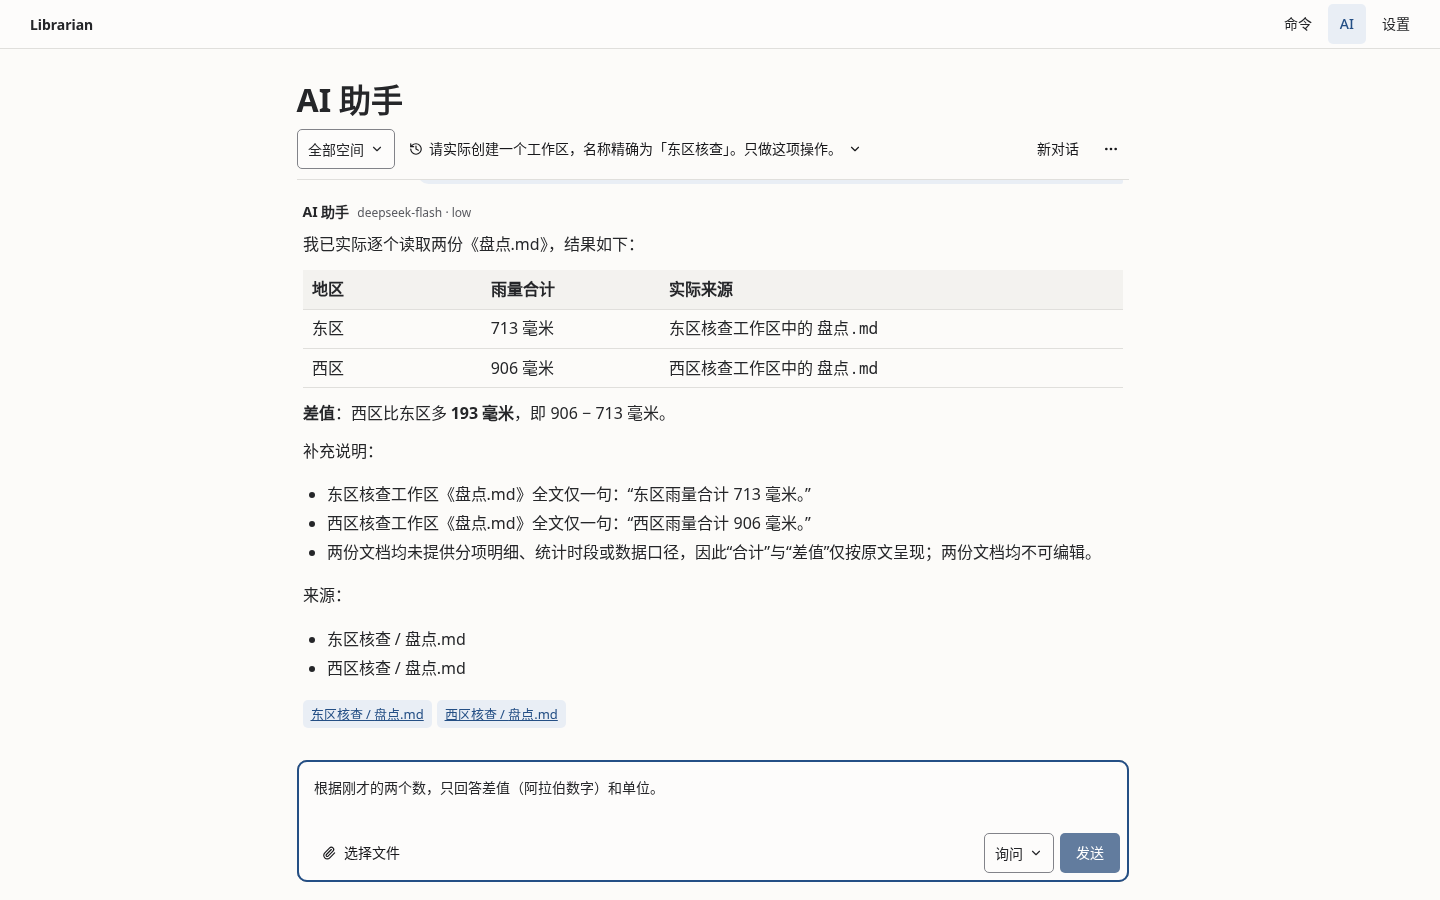 Librarian
命令
AI
设置
AI 助手
全部空间
请实际创建一个工作区，名称精确为「东区核查」。只做这项操作。
新对话
AI 助手 deepseek-flash · low
我已实际逐个读取两份《盘点.md》，结果如下：
地区 雨量合计 实际来源
东区 713 毫米 东区核查工作区中的 盘点.md
西区 906 毫米 西区核查工作区中的 盘点.md
差值：西区比东区多 193 毫米，即 906 − 713 毫米。
补充说明：
• 东区核查工作区《盘点.md》全文仅一句：“东区雨量合计 713 毫米。”
• 西区核查工作区《盘点.md》全文仅一句：“西区雨量合计 906 毫米。”
• 两份文档均未提供分项明细、统计时段或数据口径，因此“合计”与“差值”仅按原文呈现；两份文档均不可编辑。
来源：
• 东区核查 / 盘点.md
• 西区核查 / 盘点.md
东区核查 / 盘点.md 西区核查 / 盘点.md
根据刚才的两个数，只回答差值（阿拉伯数字）和单位。
选择文件
询问
发送